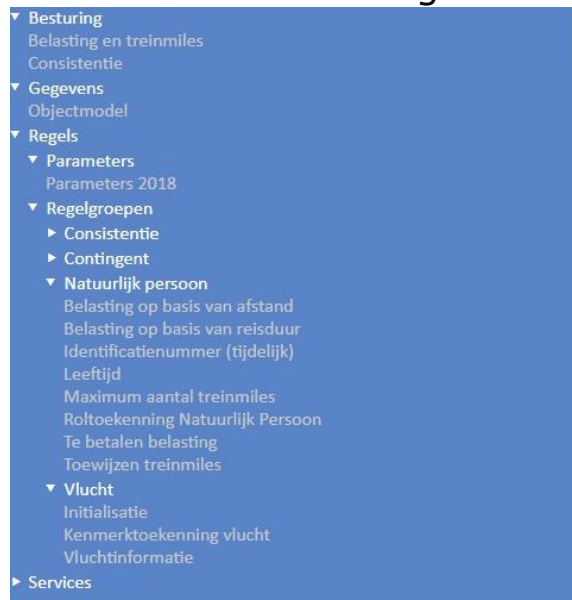 Besturing
Belasting en treinmiles
Consistentie
Gegevens
Objectmodel
Regels
Parameters
Parameters 2018
Regelgroepen
Consistentie
Contingent
Natuurlijk persoon
Belasting op basis van afstand
Belasting op basis van reisduur
Identificatienummer (tijdelijk)
Leeftijd
Maximum aantal treinmiles
Roltoekenning Natuurlijk Persoon
Te betalen belasting
Toewijzen treinmiles
Vlucht
Initialisatie
Kenmerktoekenning vlucht
Vluchtinformatie
Services